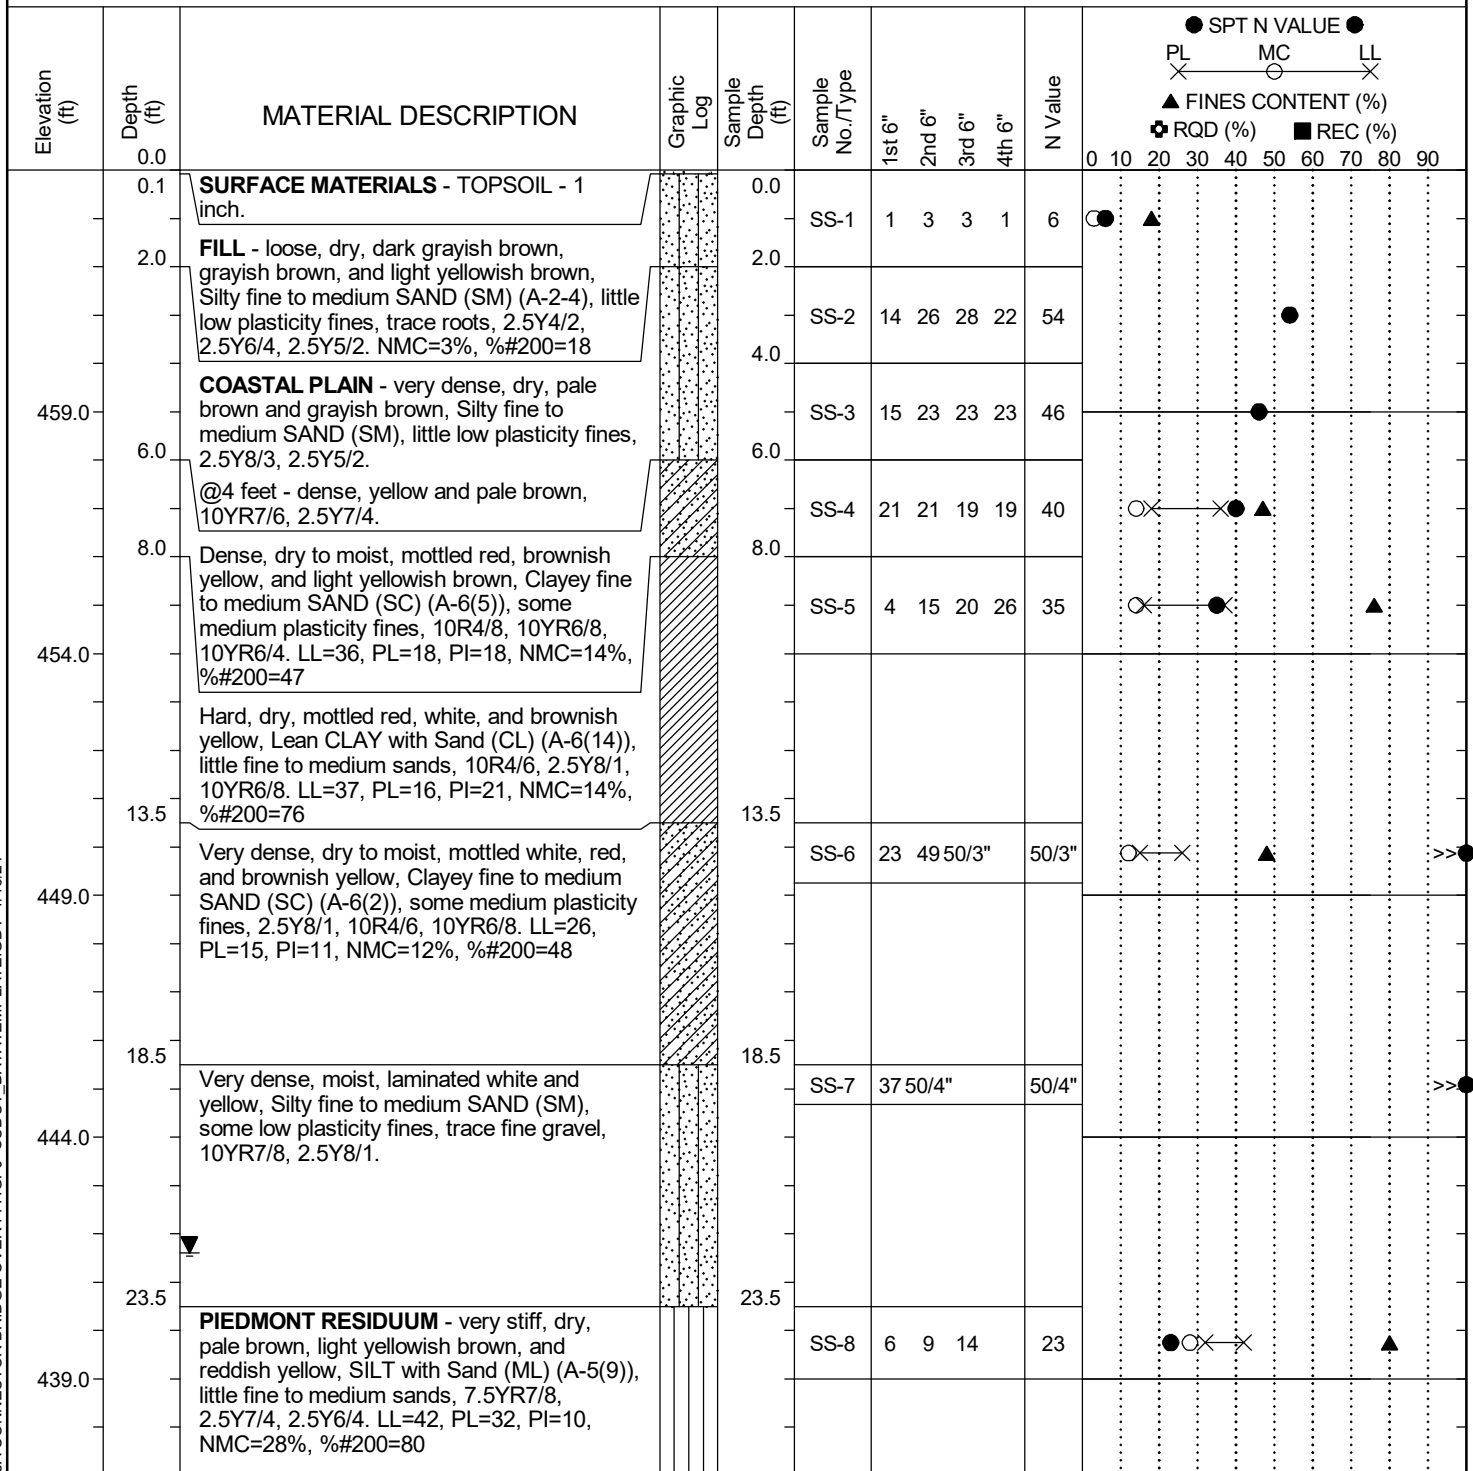 Elevation (ft)
Depth (ft)
0.0
MATERIAL DESCRIPTION
Graphic Log
Sample Depth (ft)
Sample No./Type
1st 6"
2nd 6"
3rd 6"
4th 6"
N Value
● SPT N VALUE ●
PL MC LL
▲ FINES CONTENT (%)
RQD (%) ■ REC (%)
0 10 20 30 40 50 60 70 80 90
0.1
SURFACE MATERIALS - TOPSOIL - 1
inch.
0.0
SS-1 1 3 3 1 6
FILL - loose, dry, dark grayish brown,
2.0
grayish brown, and light yellowish brown,
Silty fine to medium SAND (SM) (A-2-4), little
low plasticity fines, trace roots, 2.5Y4/2,
2.5Y6/4, 2.5Y5/2. NMC=3%, %#200=18
2.0
SS-2 14 26 28 22 54
4.0
COASTAL PLAIN - very dense, dry, pale
brown and grayish brown, Silty fine to
medium SAND (SM), little low plasticity fines,
2.5Y8/3, 2.5Y5/2.
459.0
SS-3 15 23 23 23 46
6.0
6.0
@4 feet - dense, yellow and pale brown,
10YR7/6, 2.5Y7/4.
SS-4 21 21 19 19 40
8.0
8.0
Dense, dry to moist, mottled red, brownish
yellow, and light yellowish brown, Clayey fine
to medium SAND (SC) (A-6(5)), some
medium plasticity fines, 10R4/8, 10YR6/8,
10YR6/4. LL=36, PL=18, PI=18, NMC=14%,
%#200=47
SS-5 4 15 20 26 35
454.0
Hard, dry, mottled red, white, and brownish
yellow, Lean CLAY with Sand (CL) (A-6(14)),
little fine to medium sands, 10R4/6, 2.5Y8/1,
10YR6/8. LL=37, PL=16, PI=21, NMC=14%,
%#200=76
13.5
13.5
Very dense, dry to moist, mottled white, red,
and brownish yellow, Clayey fine to medium
SAND (SC) (A-6(2)), some medium plasticity
fines, 2.5Y8/1, 10R4/6, 10YR6/8. LL=26,
PL=15, PI=11, NMC=12%, %#200=48
SS-6 23 49 50/3" 50/3" >>
449.0
18.5
18.5
Very dense, moist, laminated white and
yellow, Silty fine to medium SAND (SM),
some low plasticity fines, trace fine gravel,
10YR7/8, 2.5Y8/1.
SS-7 37 50/4" 50/4" >>
444.0
23.5
23.5
PIEDMONT RESIDUUM - very stiff, dry,
pale brown, light yellowish brown, and
reddish yellow, SILT with Sand (ML) (A-5(9)),
little fine to medium sands, 7.5YR7/8,
2.5Y7/4, 2.5Y6/4. LL=42, PL=32, PI=10,
NMC=28%, %#200=80
SS-8 6 9 14 23
439.0